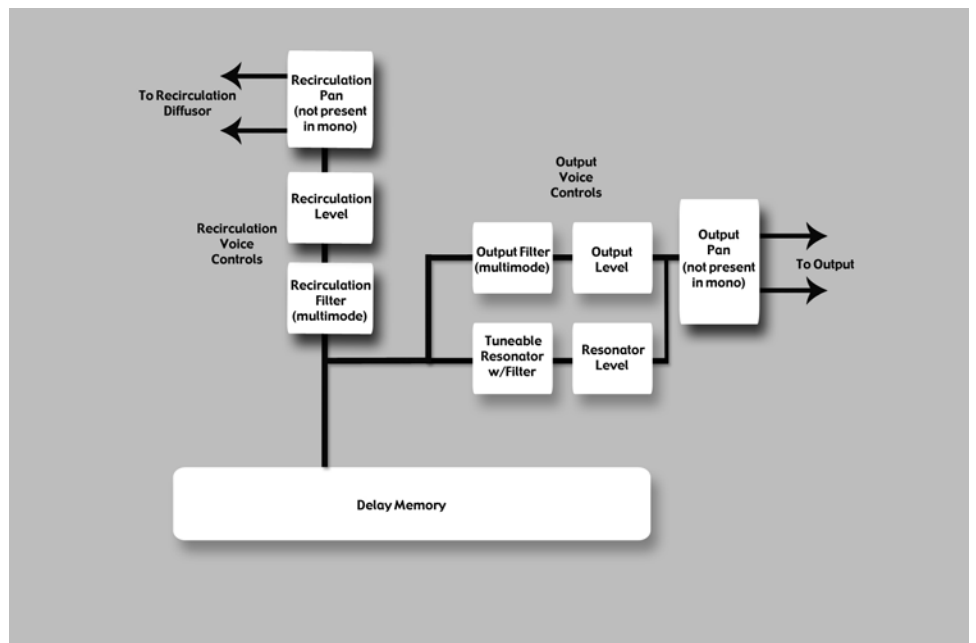 Recirculation
Pan
(not present
in mono)
To Recirculation
Diffusor
Recirculation
Level
Recirculation
Voice
Controls
Recirculation
Filter
(multimode)
Output
Voice
Controls
Output Filter
(multimode)
Output
Level
Output
Pan
(not present
in mono)
To Output
Tuneable
Resonator
w/Filter
Resonator
Level
Delay Memory